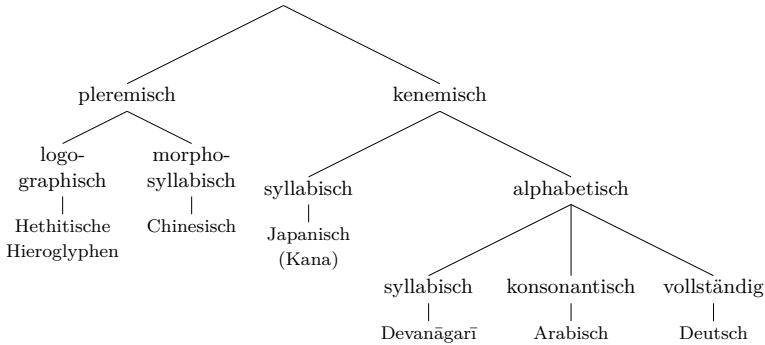 pleremisch
kenemisch
logo-
graphisch
morpho-
syllabisch
syllabisch
alphabetisch
Hethitische
Hieroglyphen
Chinesisch
Japanisch
(Kana)
syllabisch
konsonantisch
vollständig
Devanāgarī
Arabisch
Deutsch